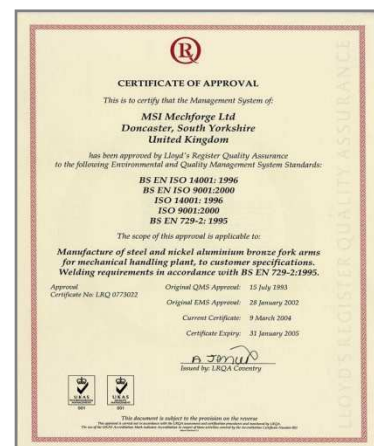 CERTIFICATE OF APPROVAL
This is to certify that the Management System of:
MSI Mechforge Ltd
Doncaster, South Yorkshire
United Kingdom
has been approved by Lloyd's Register Quality Assurance
to the following Environmental and Quality Management System Standards:
BS EN ISO 14001: 1996
BS EN ISO 9001:2000
ISO 14001: 1996
ISO 9001:2000
BS EN 729-2: 1995
The scope of this approval is applicable to:
Manufacture of steel and nickel aluminium bronze fork arms
for mechanical handling plant, to customer specifications.
Welding requirements in accordance with BS EN 729-2:1995.
Approval
Certificate No: LRQ 0773022
Original QMS Approval: 15 July 1993
Original EMS Approval: 28 January 2002
Current Certificate: 9 March 2004
Certificate Expiry: 31 January 2005
Issued by: LRQA Coventry
UKAS
001
UKAS
001
This document is subject to the provision on the reverse
LLOYD'S REGISTER QUALITY ASSURANCE